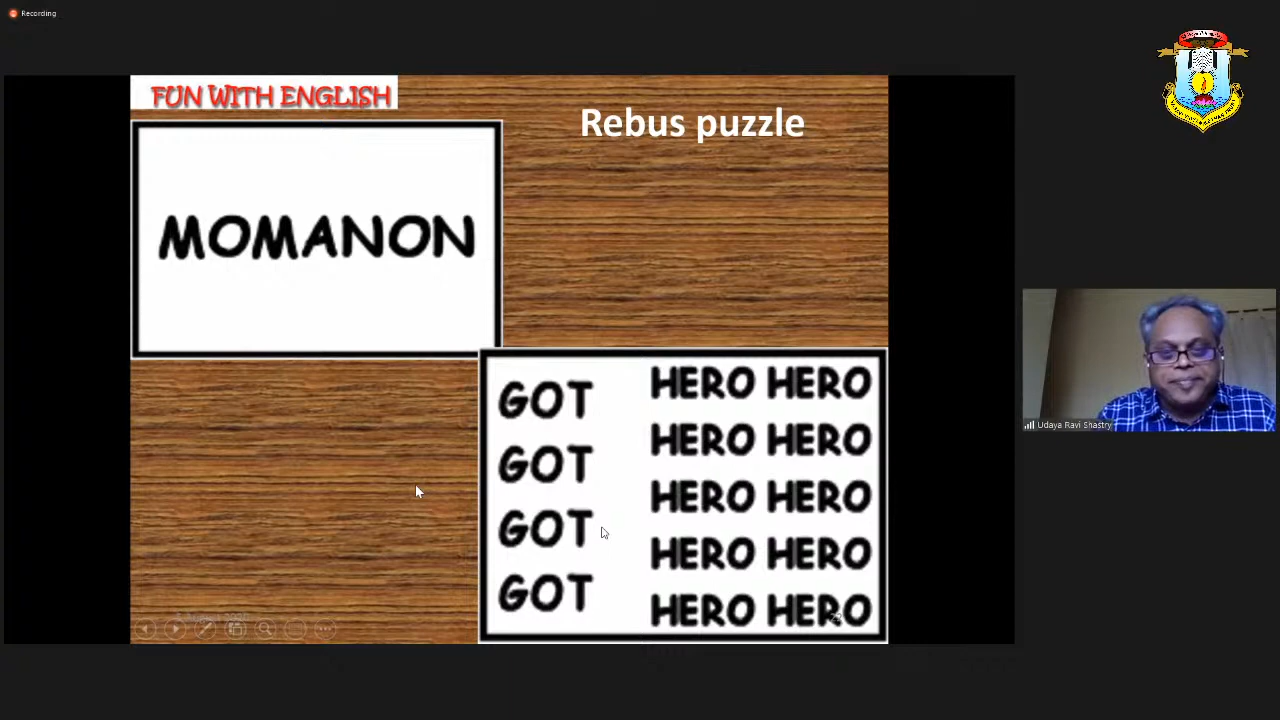 Recording
FUN WITH ENGLISH
Rebus puzzle
MOMANON
GOT
GOT
GOT
GOT
HERO HERO
HERO HERO
HERO HERO
HERO HERO
HERO HERO
Udaya Ravi Shastry